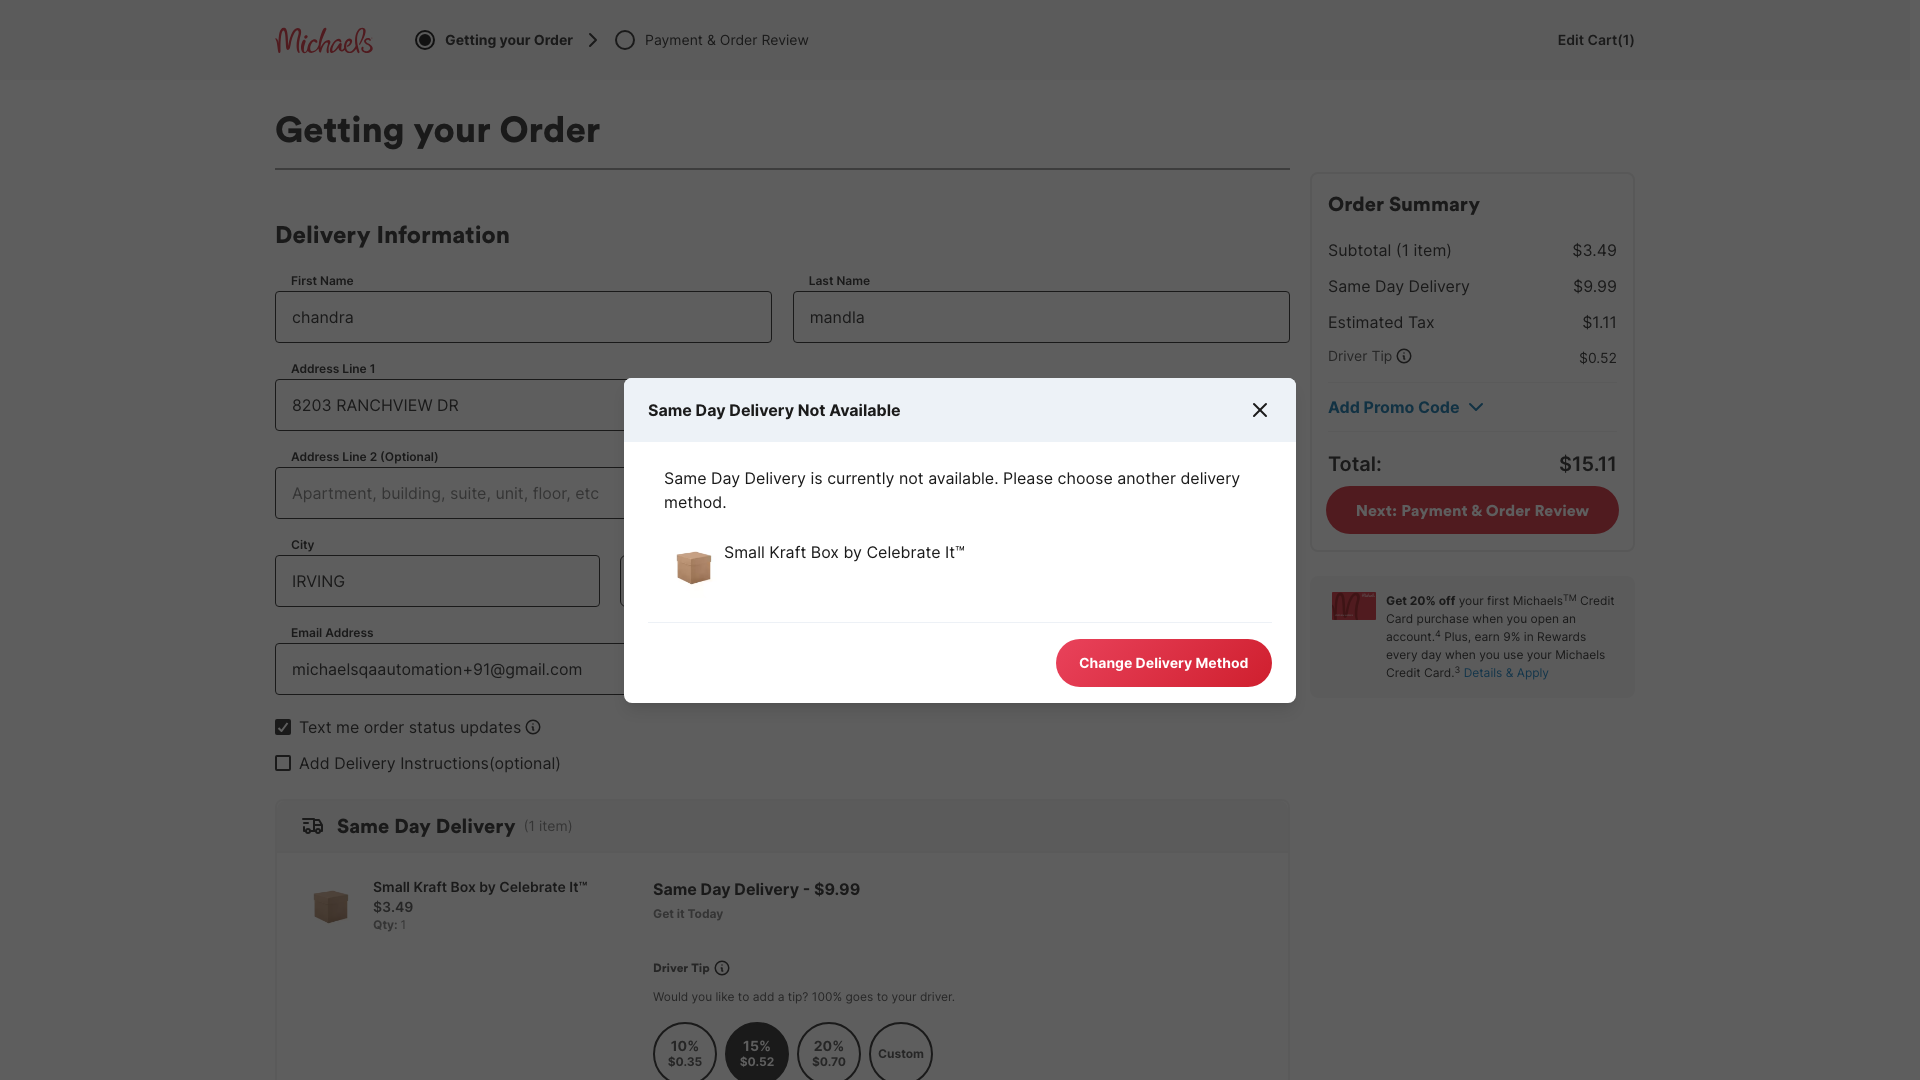 Michaels
Getting your Order
Payment & Order Review
Edit Cart(1)
Getting your Order
Delivery Information
First Name
chandra
Last Name
mandla
Address Line 1
8203 RANCHVIEW DR
Address Line 2 (Optional)
Apartment, building, suite, unit, floor, etc
City
IRVING
Email Address
michaelsqaautomation+91@gmail.com
Text me order status updates
Add Delivery Instructions(optional)
Same Day Delivery (1 item)
Small Kraft Box by Celebrate It™
$3.49
Qty: 1
Same Day Delivery - $9.99
Get it Today
Driver Tip
Would you like to add a tip? 100% goes to your driver.
10%
$0.35
15%
$0.52
20%
$0.70
Custom
Same Day Delivery Not Available
Same Day Delivery is currently not available. Please choose another delivery
method.
Small Kraft Box by Celebrate It™
Change Delivery Method
Order Summary
Subtotal (1 item) $3.49
Same Day Delivery $9.99
Estimated Tax $1.11
Driver Tip $0.52
Add Promo Code
Total: $15.11
Next: Payment & Order Review
Get 20% off your first Michaels™ Credit
Card purchase when you open an
account.⁴ Plus, earn 9% in Rewards
every day when you use your Michaels
Credit Card.³ Details & Apply